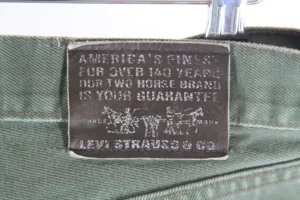 AMERICA'S FINEST
FOR OVER 140 YEARS
OUR TWO HORSE BRAND
IS YOUR GUARANTEE
LEVI STRAUSS & CO